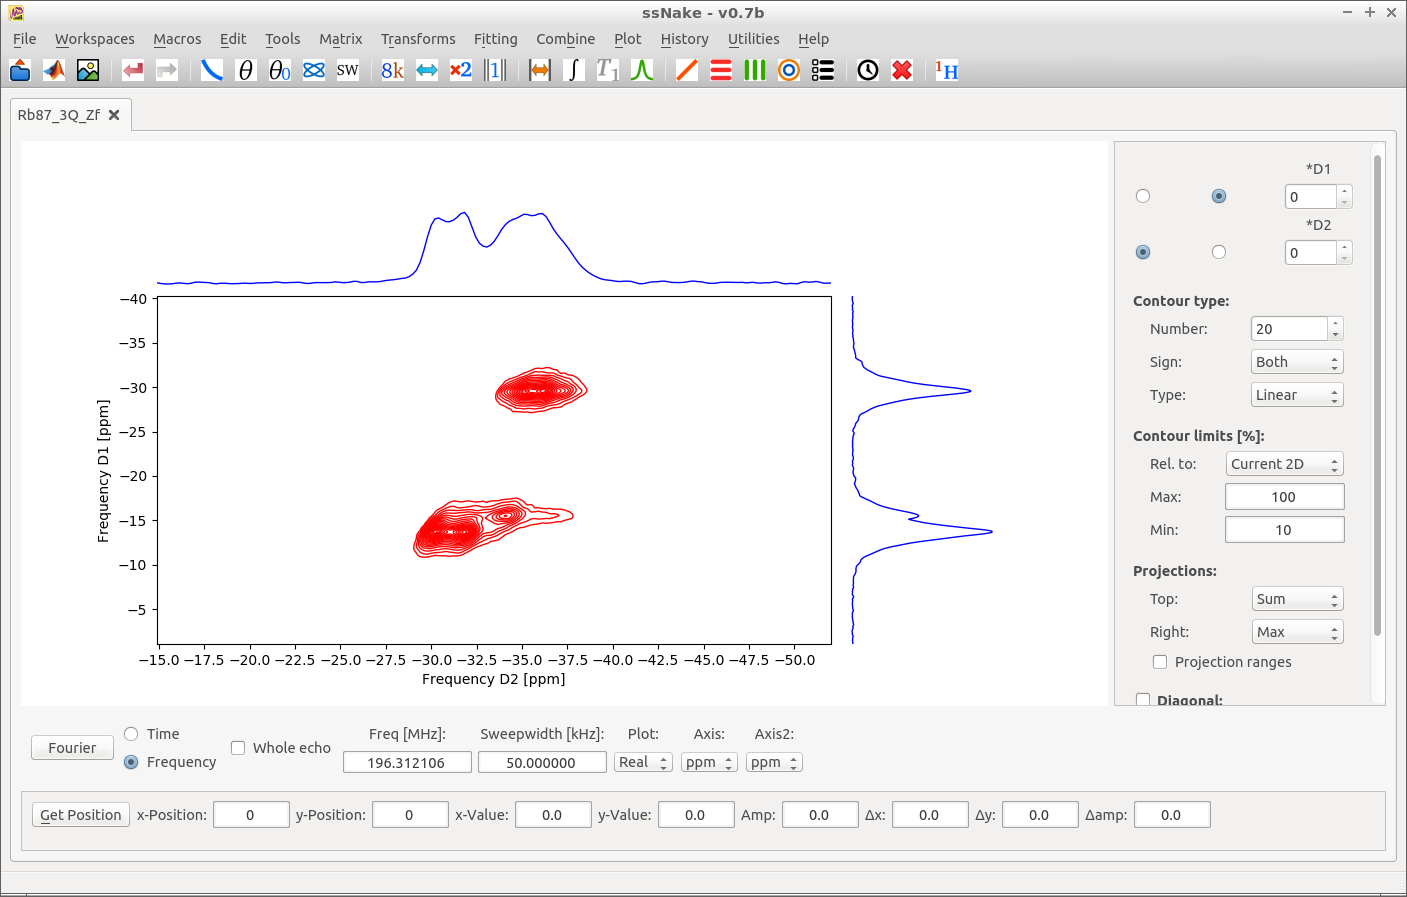 ssNake - v0.7b
File Workspaces Macros Edit Tools Matrix Transforms Fitting Combine Plot History Utilities Help
θ θ0 SW 8k ×2 ||1|| ∫ T1 1H
Rb87_3Q_Zf
*D1
0
*D2
0
Contour type:
Number: 20
Sign: Both
Type: Linear
Contour limits [%]:
Rel. to: Current 2D
Max: 100
Min: 10
Projections:
Top: Sum
Right: Max
Projection ranges
Diagonal:
−40
−35
−30
−25
−20
−15
−10
−5
Frequency D1 [ppm]
−15.0 −17.5 −20.0 −22.5 −25.0 −27.5 −30.0 −32.5 −35.0 −37.5 −40.0 −42.5 −45.0 −47.5 −50.0
Frequency D2 [ppm]
Fourier
Time
Frequency
Whole echo
Freq [MHz]: Sweepwidth [kHz]: Plot: Axis: Axis2:
196.312106 50.000000 Real ppm ppm
Get Position x-Position: 0 y-Position: 0 x-Value: 0.0 y-Value: 0.0 Amp: 0.0 Δx: 0.0 Δy: 0.0 Δamp: 0.0